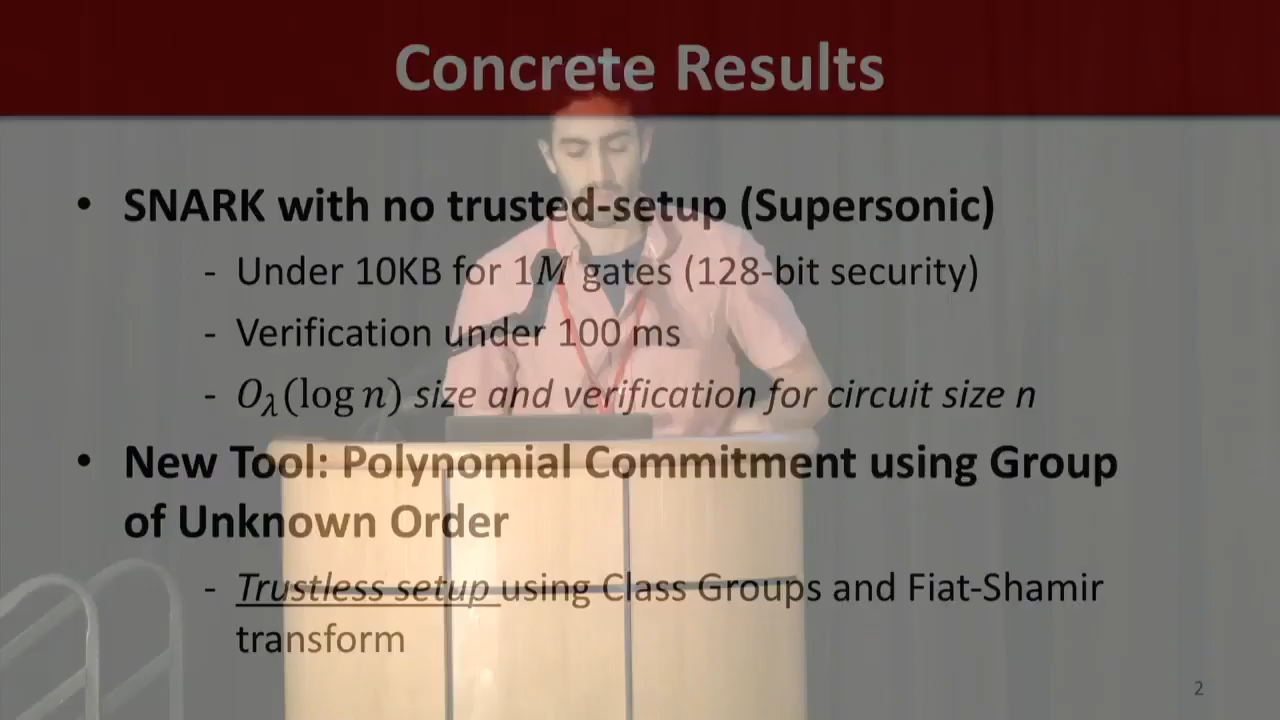 Concrete Results
• SNARK with no trusted-setup (Supersonic)
- Under 10KB for 1M gates (128-bit security)
- Verification under 100 ms
- O_λ(log n) size and verification for circuit size n
• New Tool: Polynomial Commitment using Group
of Unknown Order
- Trustless setup using Class Groups and Fiat-Shamir
transform
2